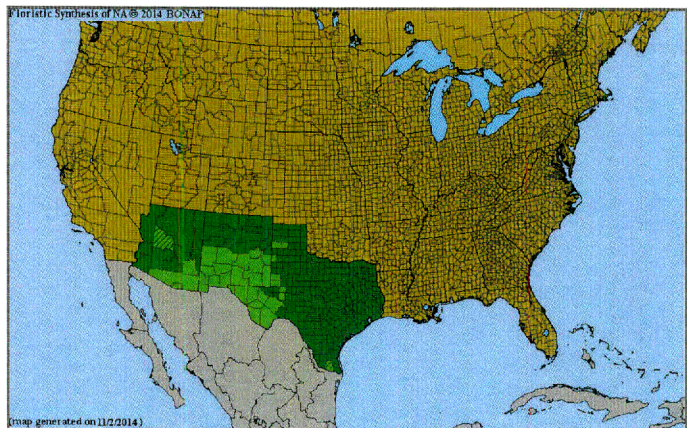 Floristic Synthesis of NA © 2014 BONAP
(map generated on 11/2/2014)